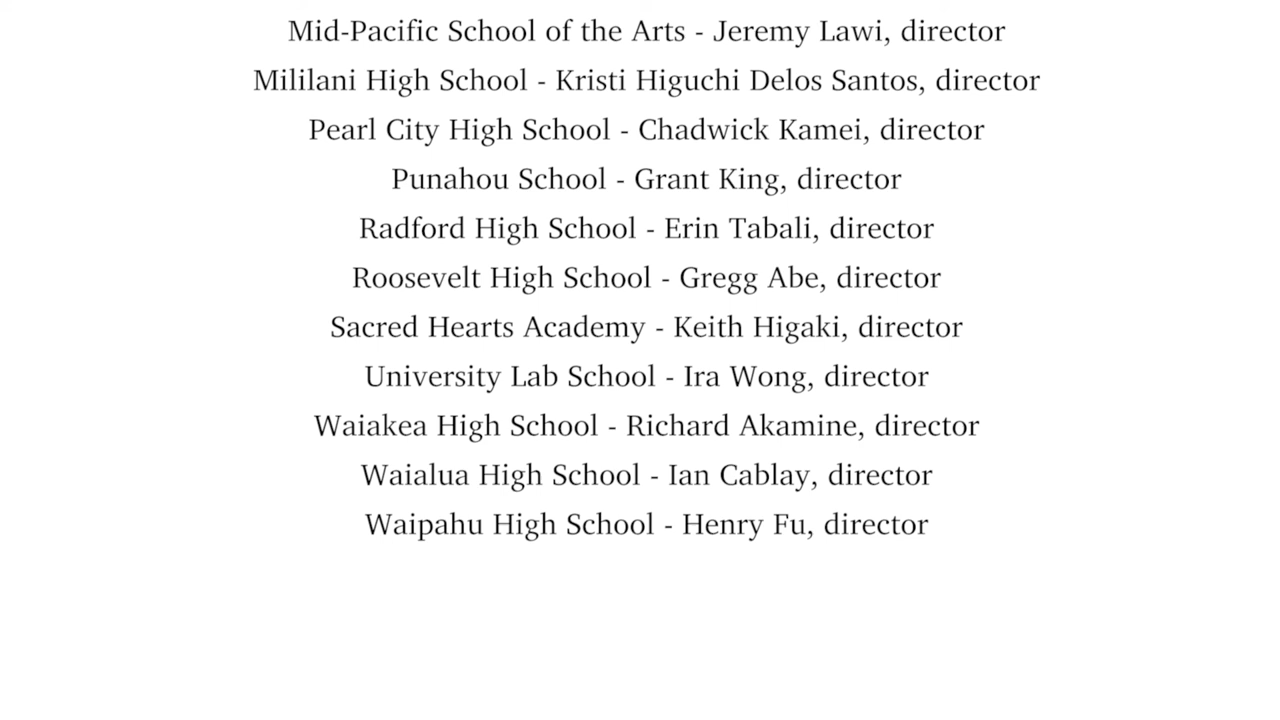 Mid-Pacific School of the Arts - Jeremy Lawi, director
Mililani High School - Kristi Higuchi Delos Santos, director
Pearl City High School - Chadwick Kamei, director
Punahou School - Grant King, director
Radford High School - Erin Tabali, director
Roosevelt High School - Gregg Abe, director
Sacred Hearts Academy - Keith Higaki, director
University Lab School - Ira Wong, director
Waiakea High School - Richard Akamine, director
Waialua High School - Ian Cablay, director
Waipahu High School - Henry Fu, director